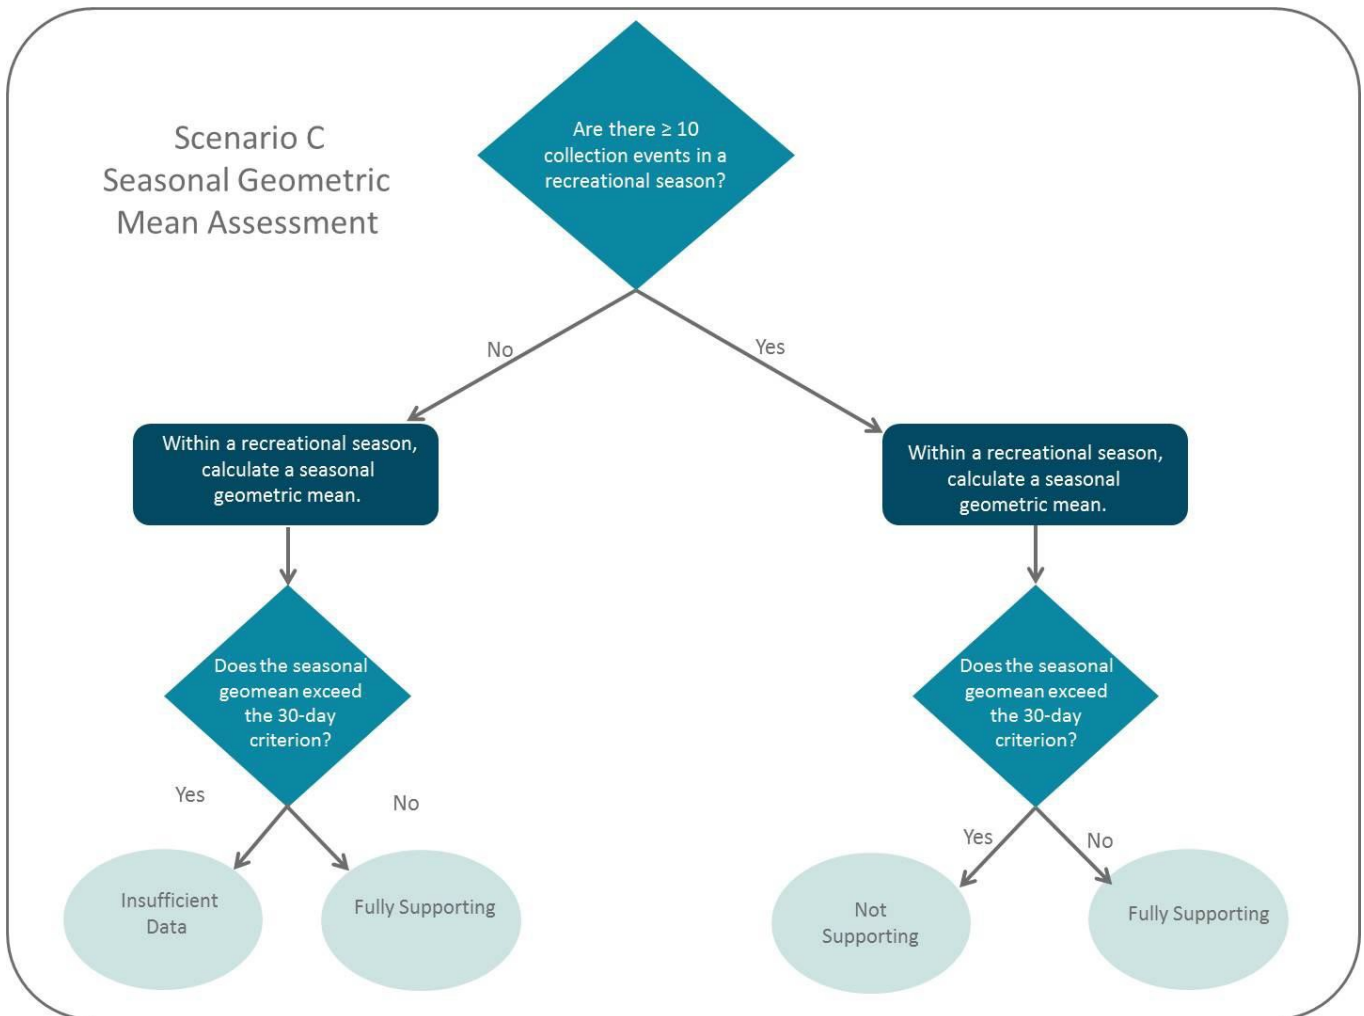 Scenario C
Seasonal Geometric
Mean Assessment
Are there ≥ 10
collection events in a
recreational season?
No
Yes
Within a recreational season,
calculate a seasonal
geometric mean.
Within a recreational season,
calculate a seasonal
geometric mean.
Does the seasonal
geomean exceed
the 30-day
criterion?
Does the seasonal
geomean exceed
the 30-day
criterion?
Yes
No
Yes
No
Insufficient
Data
Fully Supporting
Not
Supporting
Fully Supporting